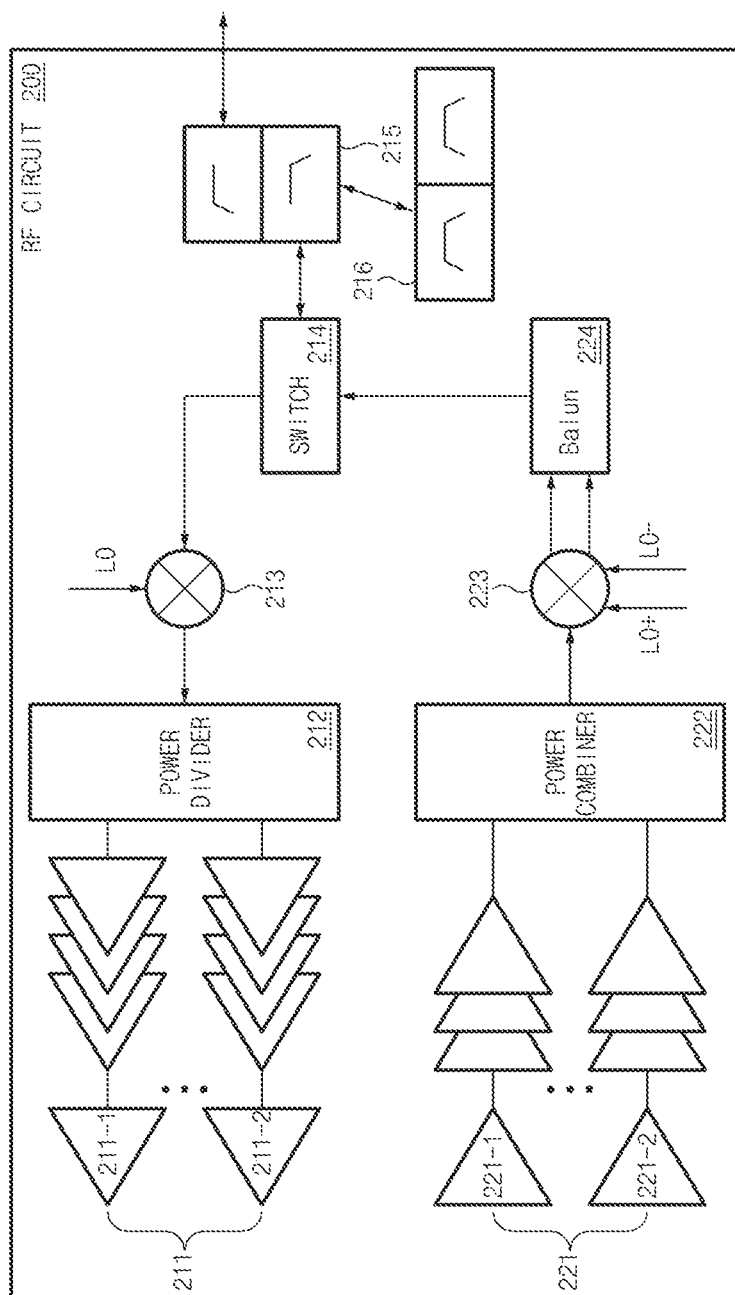 RF CIRCUIT 200
215
216
SWITCH
214
Balun
224
LO
213
223
LO+
LO-
POWER
DIVIDER
212
POWER
COMBINER
222
211-1
211-2
211
221-1
221-2
221